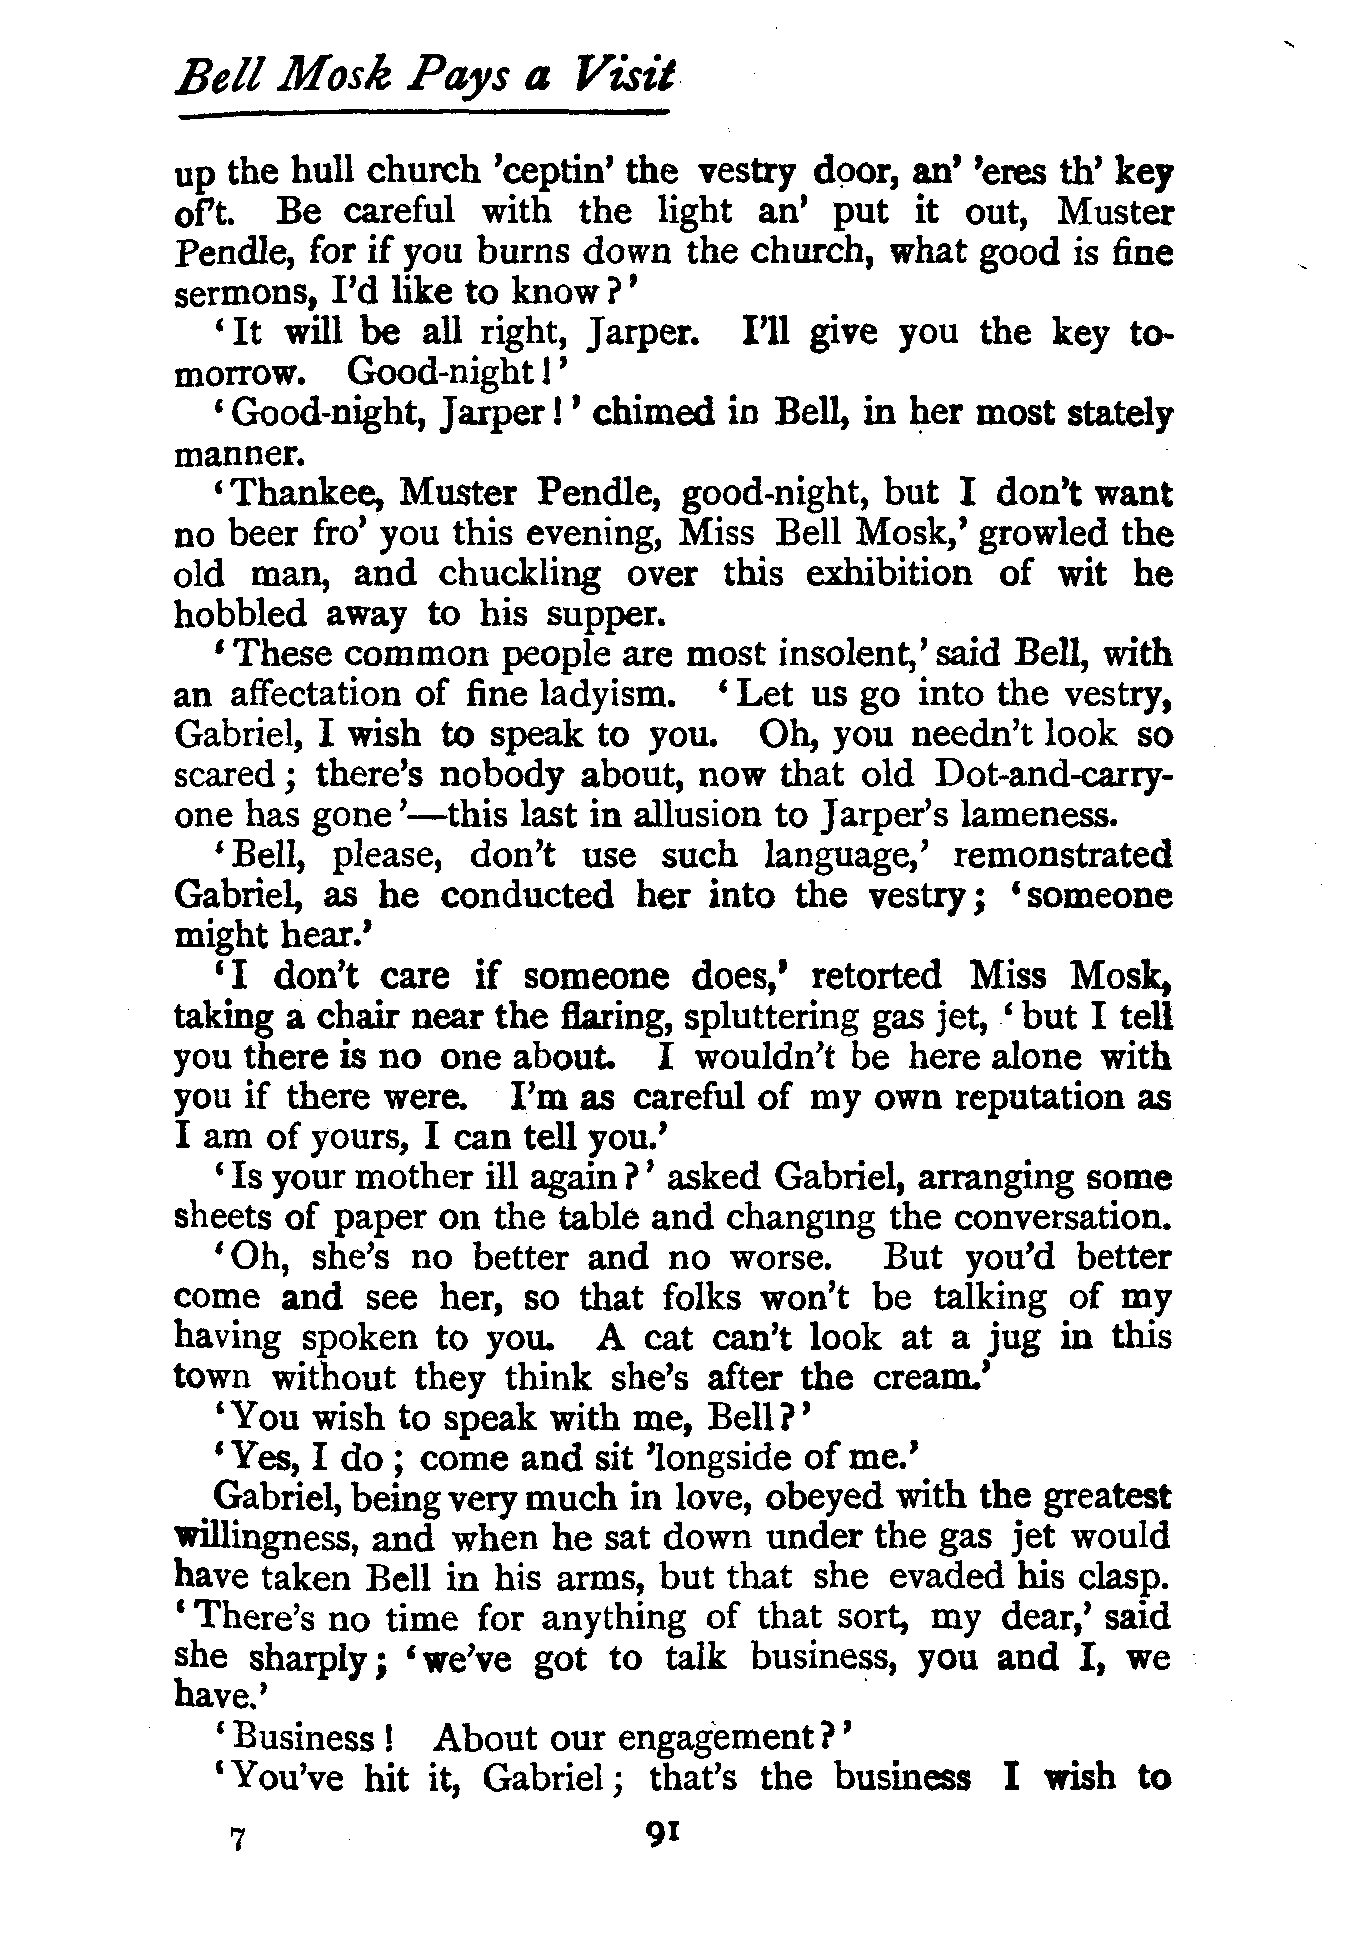 Bell Mosk Pays a Visit
up the hull church 'ceptin' the vestry door, an' 'eres th' key
of't. Be careful with the light an' put it out, Muster
Pendle, for if you burns down the church, what good is fine
sermons, I'd like to know?'
'It will be all right, Jarper. I'll give you the key to-
morrow. Good-night!'
'Good-night, Jarper!' chimed in Bell, in her most stately
manner.
'Thankee, Muster Pendle, good-night, but I don't want
no beer fro' you this evening, Miss Bell Mosk,' growled the
old man, and chuckling over this exhibition of wit he
hobbled away to his supper.
'These common people are most insolent,' said Bell, with
an affectation of fine ladyism. 'Let us go into the vestry,
Gabriel, I wish to speak to you. Oh, you needn't look so
scared; there's nobody about, now that old Dot-and-carry-
one has gone'—this last in allusion to Jarper's lameness.
'Bell, please, don't use such language,' remonstrated
Gabriel, as he conducted her into the vestry; 'someone
might hear.'
'I don't care if someone does,' retorted Miss Mosk,
taking a chair near the flaring, spluttering gas jet, 'but I tell
you there is no one about. I wouldn't be here alone with
you if there were. I'm as careful of my own reputation as
I am of yours, I can tell you.'
'Is your mother ill again?' asked Gabriel, arranging some
sheets of paper on the table and changing the conversation.
'Oh, she's no better and no worse. But you'd better
come and see her, so that folks won't be talking of my
having spoken to you. A cat can't look at a jug in this
town without they think she's after the cream.'
'You wish to speak with me, Bell?'
'Yes, I do; come and sit 'longside of me.'
Gabriel, being very much in love, obeyed with the greatest
willingness, and when he sat down under the gas jet would
have taken Bell in his arms, but that she evaded his clasp.
'There's no time for anything of that sort, my dear,' said
she sharply; 'we've got to talk business, you and I, we
have.'
'Business! About our engagement?'
'You've hit it, Gabriel; that's the business I wish to
7 91